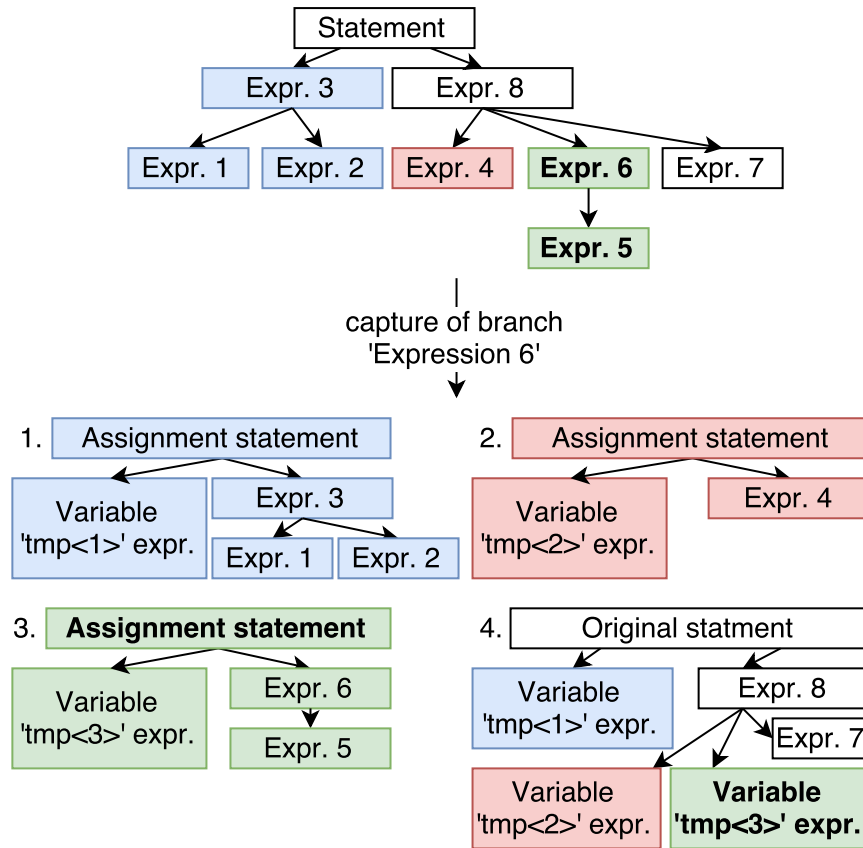 Statement
Expr. 3
Expr. 8
Expr. 1
Expr. 2
Expr. 4
Expr. 6
Expr. 7
Expr. 5
capture of branch
'Expression 6'
1.
Assignment statement
Variable
'tmp<1>' expr.
Expr. 3
Expr. 1
Expr. 2
2.
Assignment statement
Variable
'tmp<2>' expr.
Expr. 4
3.
Assignment statement
Variable
'tmp<3>' expr.
Expr. 6
Expr. 5
4.
Original statment
Variable
'tmp<1>' expr.
Expr. 8
Expr. 7
Variable
'tmp<2>' expr.
Variable
'tmp<3>' expr.